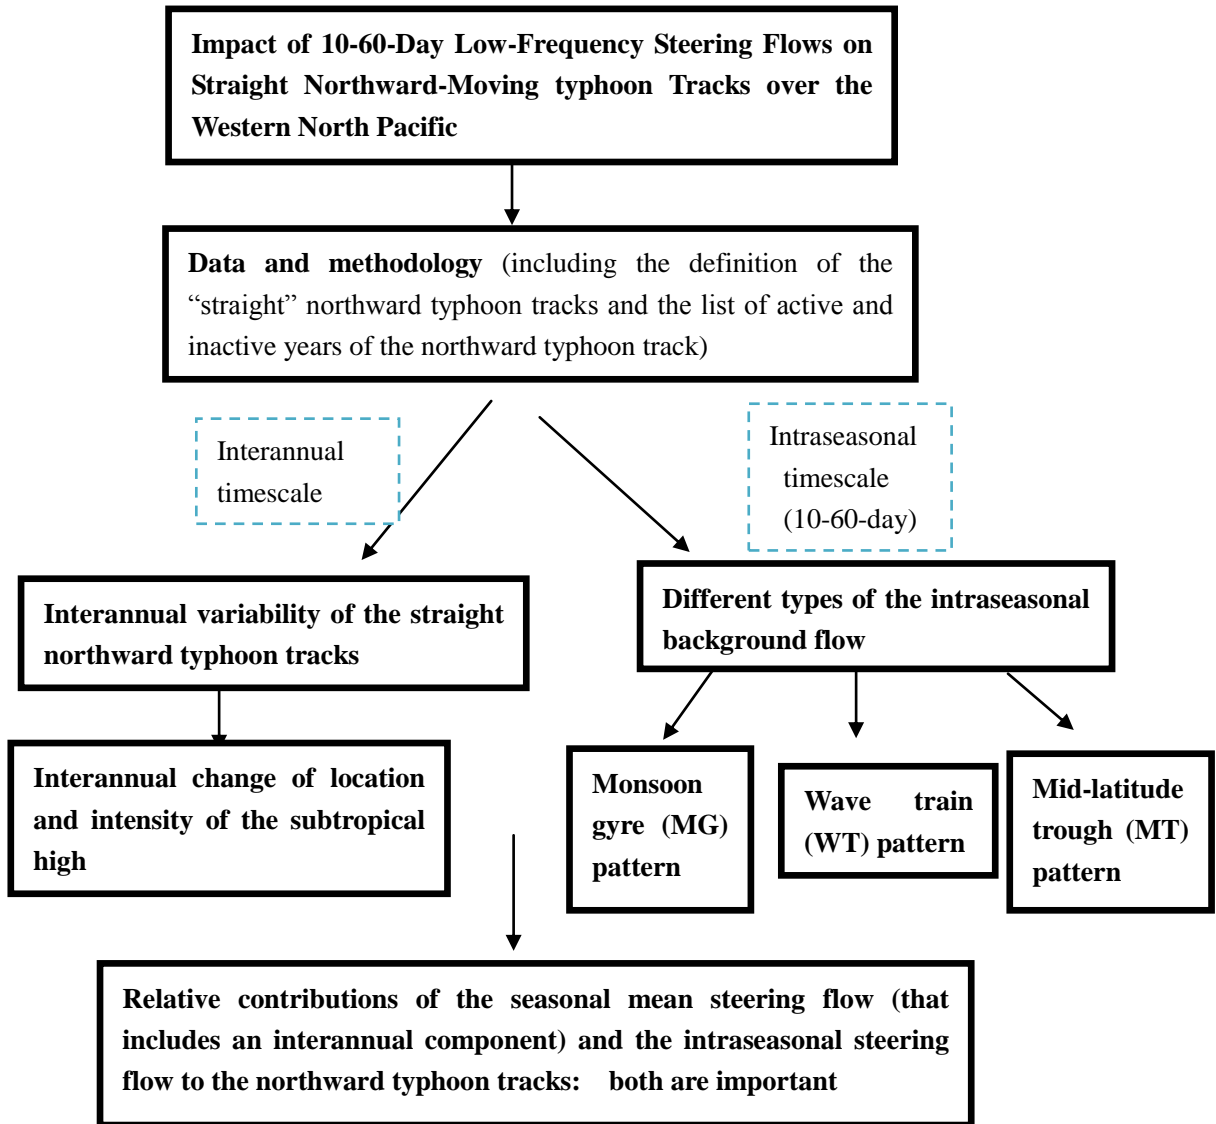 Impact of 10-60-Day Low-Frequency Steering Flows on
Straight Northward-Moving typhoon Tracks over the
Western North Pacific
Data and methodology (including the definition of the
“straight” northward typhoon tracks and the list of active and
inactive years of the northward typhoon track)
Interannual
timescale
Intraseasonal
timescale
(10-60-day)
Interannual variability of the straight
northward typhoon tracks
Different types of the intraseasonal
background flow
Interannual change of location
and intensity of the subtropical
high
Monsoon
gyre (MG)
pattern
Wave train
(WT) pattern
Mid-latitude
trough (MT)
pattern
Relative contributions of the seasonal mean steering flow (that
includes an interannual component) and the intraseasonal steering
flow to the northward typhoon tracks: both are important